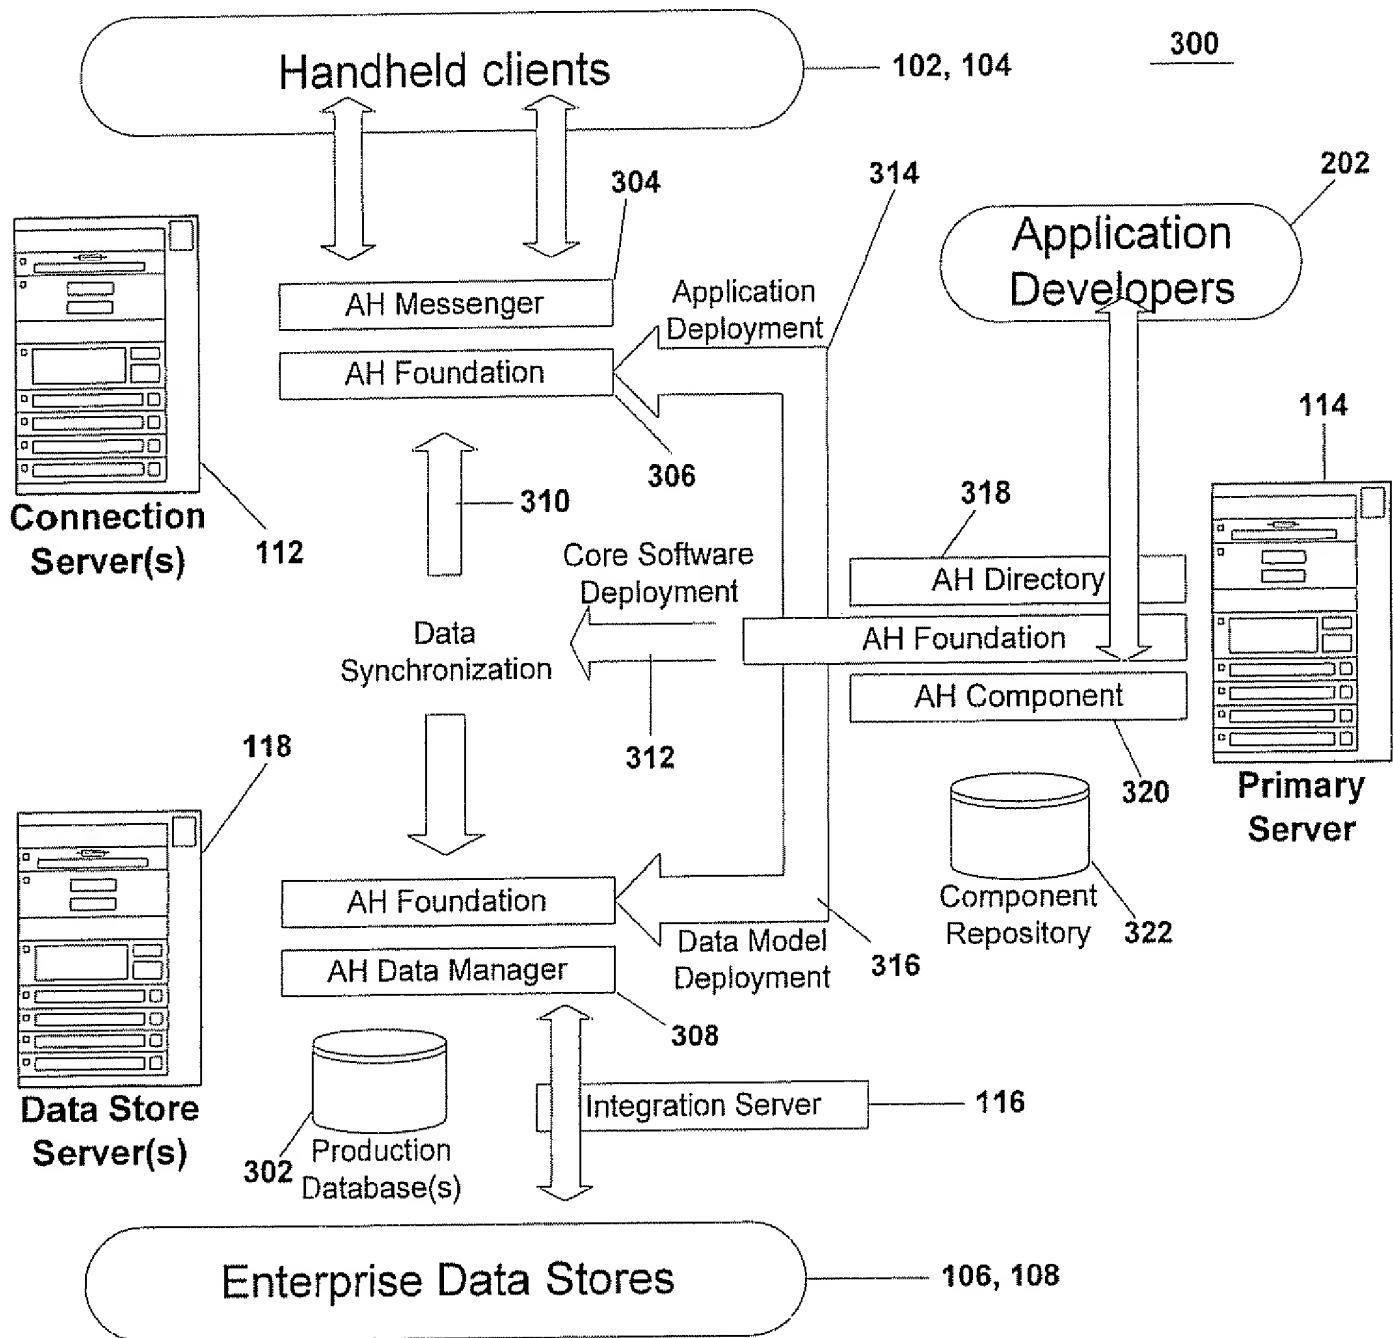 Handheld clients
102, 104
300
304
314
202
Application
Developers
AH Messenger
Application
Deployment
AH Foundation
306
114
Connection
Server(s)
112
310
318
Core Software
Deployment
AH Directory
Data
Synchronization
AH Foundation
AH Component
312
118
320
Primary
Server
AH Foundation
Component
Repository
322
AH Data Manager
Data Model
Deployment
316
308
Data Store
Server(s)
Integration Server
116
302
Production
Database(s)
Enterprise Data Stores
106, 108